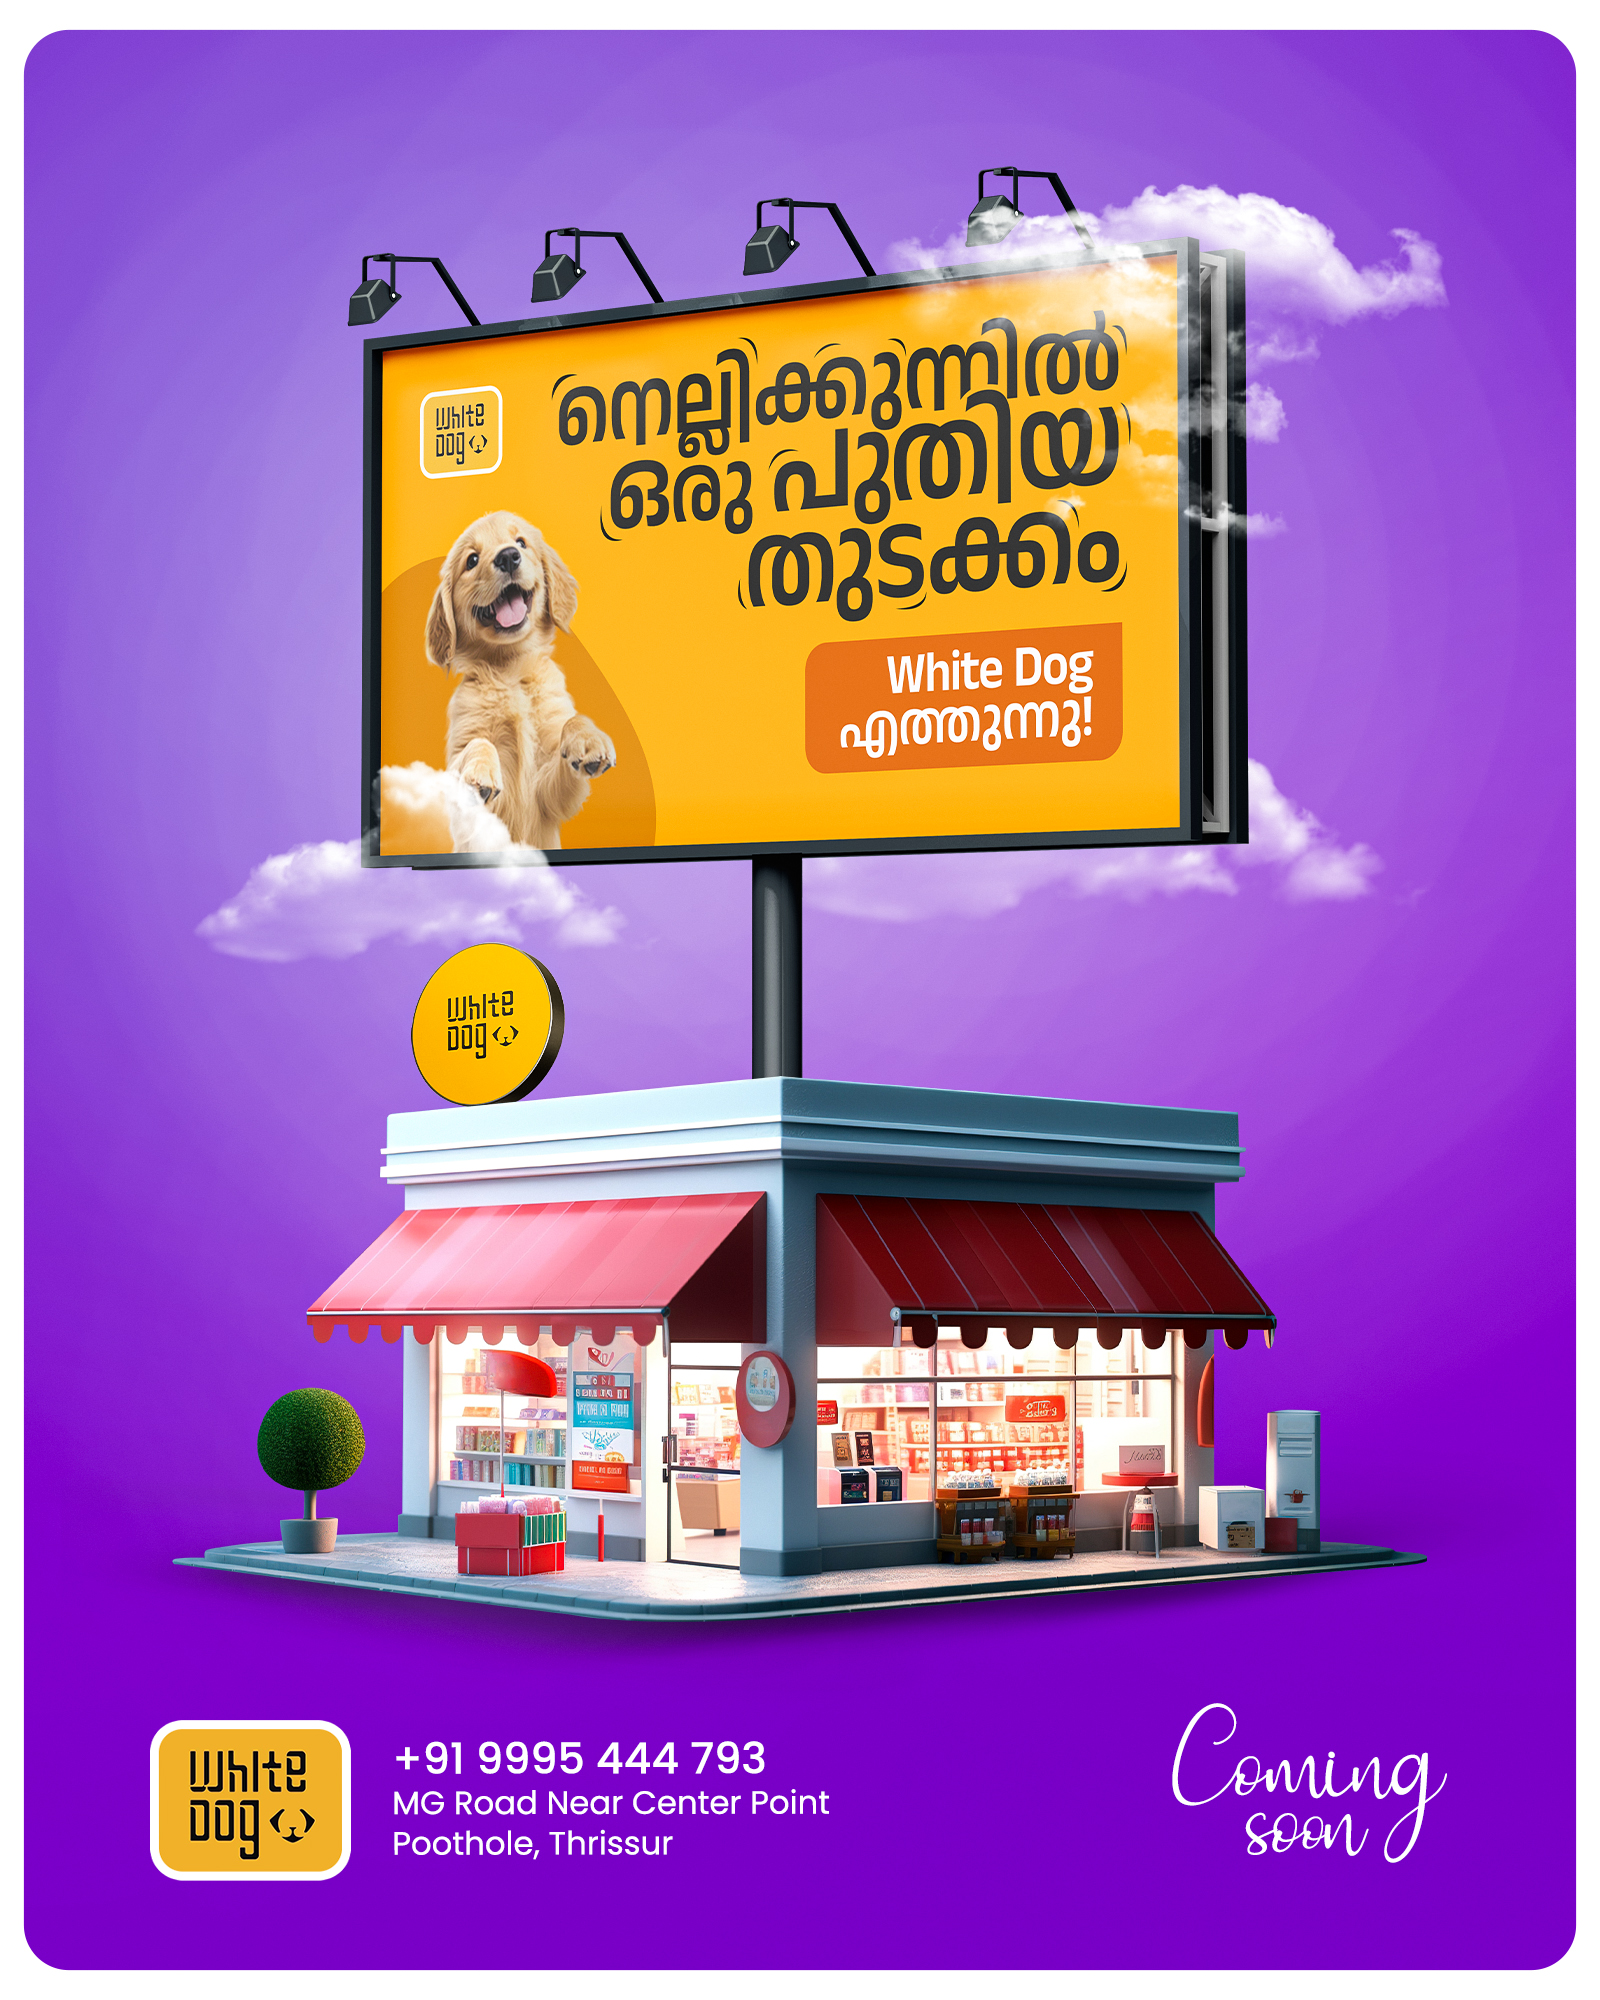 White
Dog
നെല്ലിക്കുന്നിൽ
ഒരു പുതിയ
തുടക്കം
White Dog
എത്തുന്നു!
White
Dog
White
Dog
+91 9995 444 793
MG Road Near Center Point
Poothole, Thrissur
Coming
soon